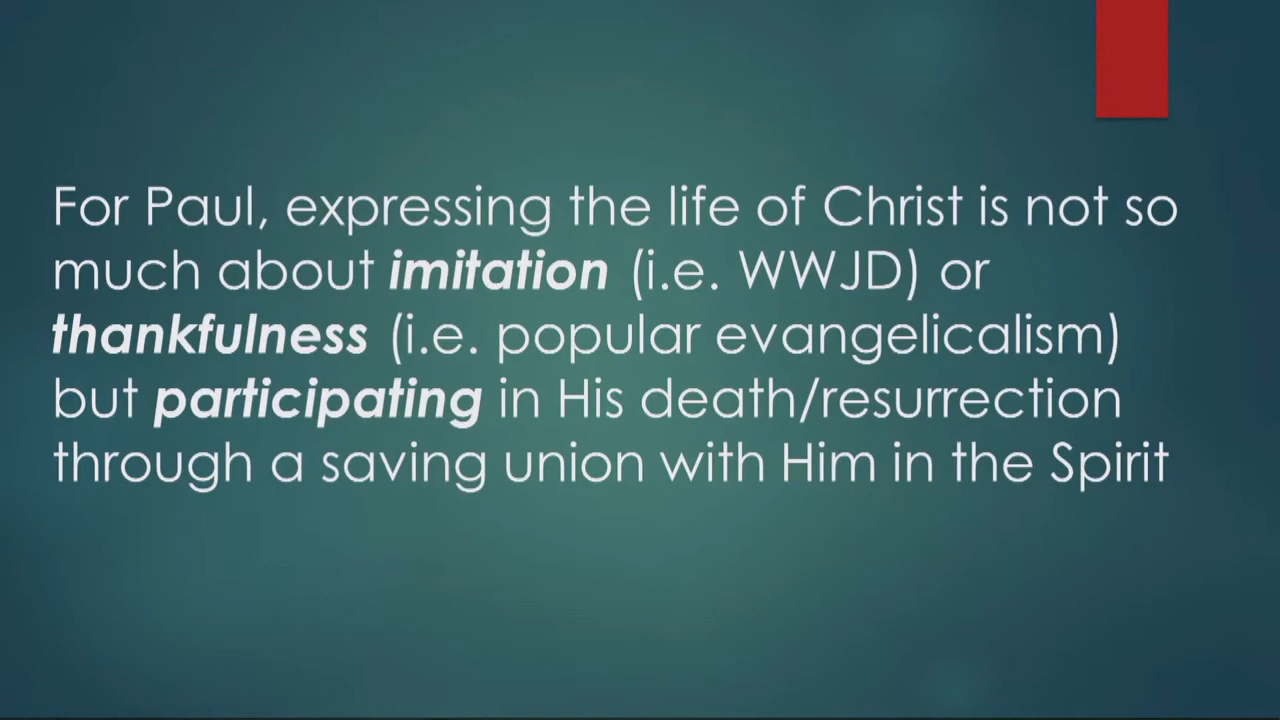 For Paul, expressing the life of Christ is not so
much about imitation (i.e. WWJD) or
thankfulness (i.e. popular evangelicalism)
but participating in His death/resurrection
through a saving union with Him in the Spirit